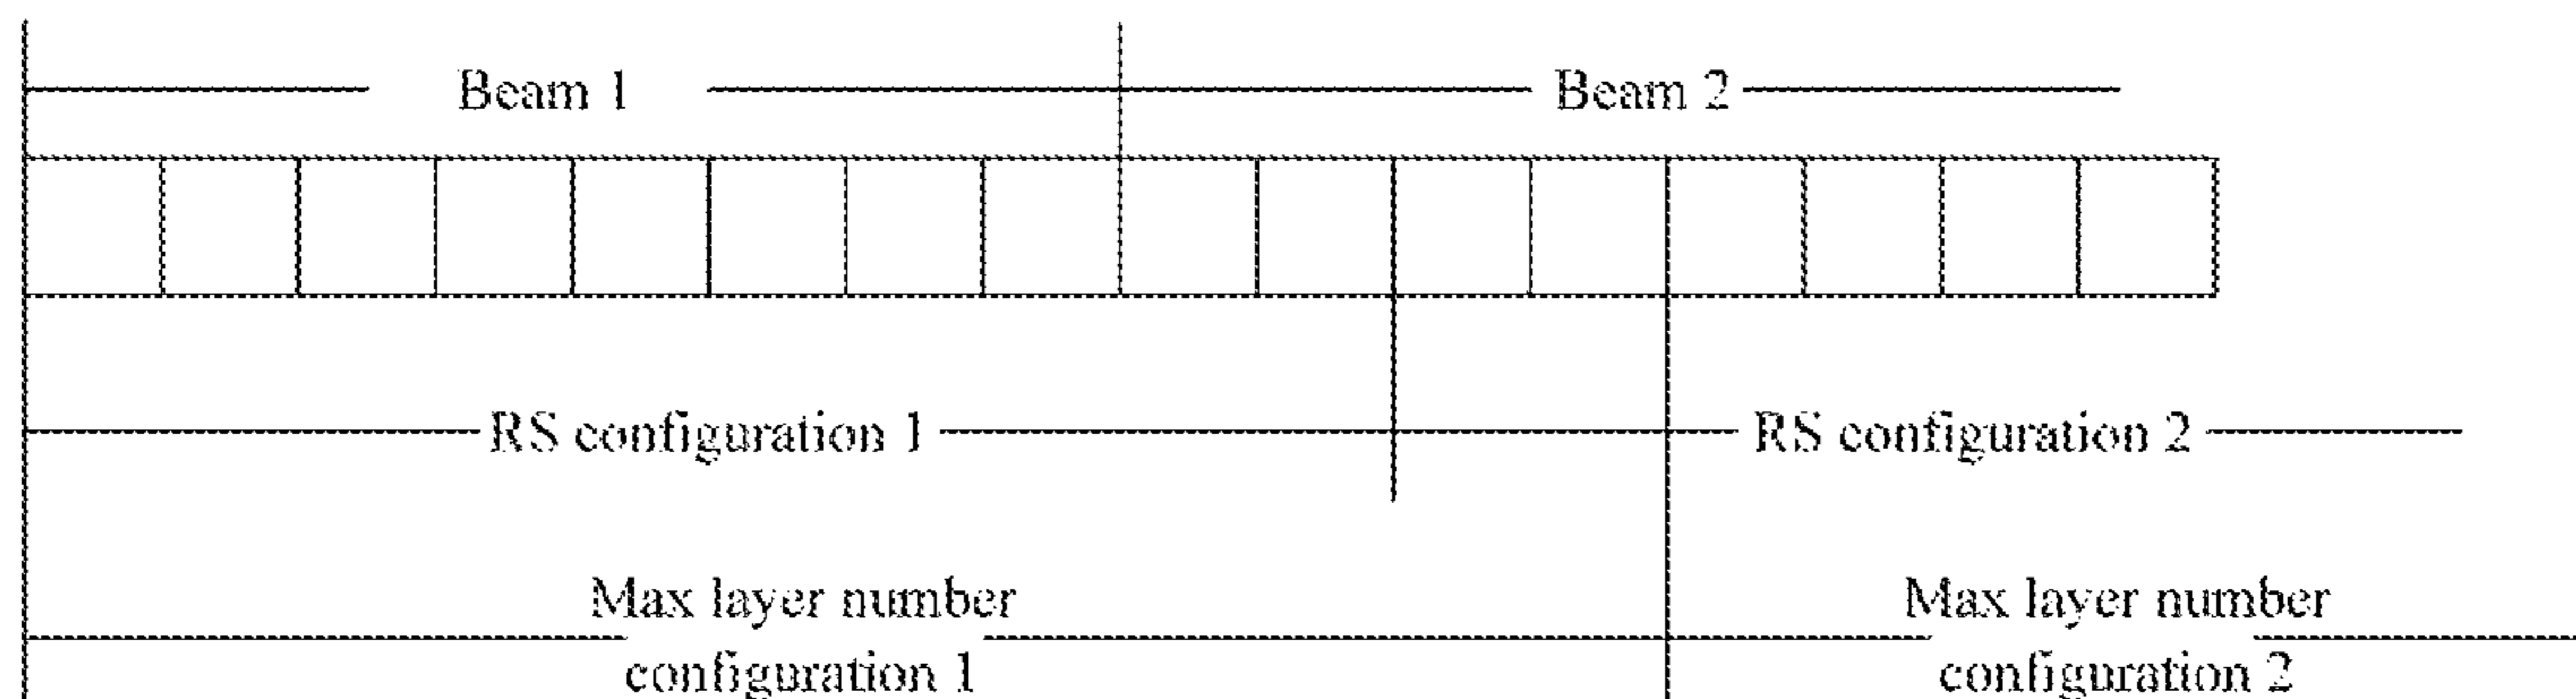 Beam 1
Beam 2
RS configuration 1
RS configuration 2
Max layer number
configuration 1
Max layer number
configuration 2